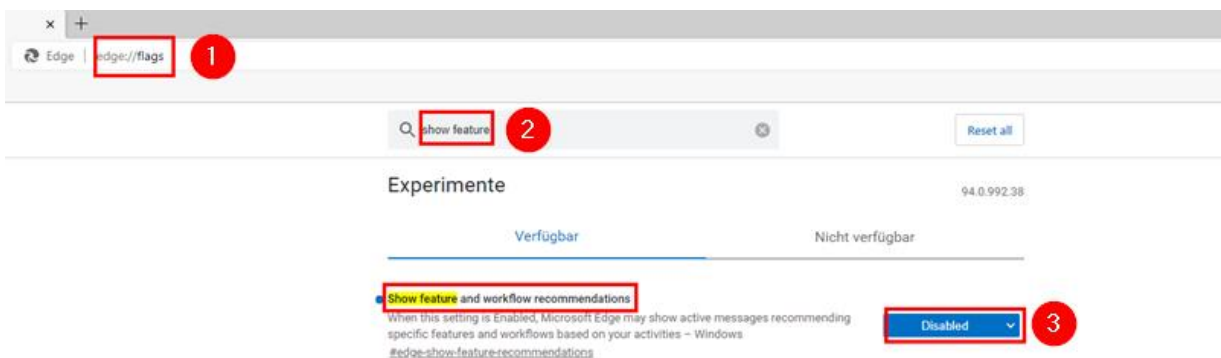 Edge | edge://flags 1
show feature 2
Reset all
Experimente
94.0.992.38
Verfügbar
Nicht verfügbar
Show feature and workflow recommendations
When this setting is Enabled, Microsoft Edge may show active messages recommending
specific features and workflows based on your activities – Windows
#edge-show-feature-recommendations
Disabled 3